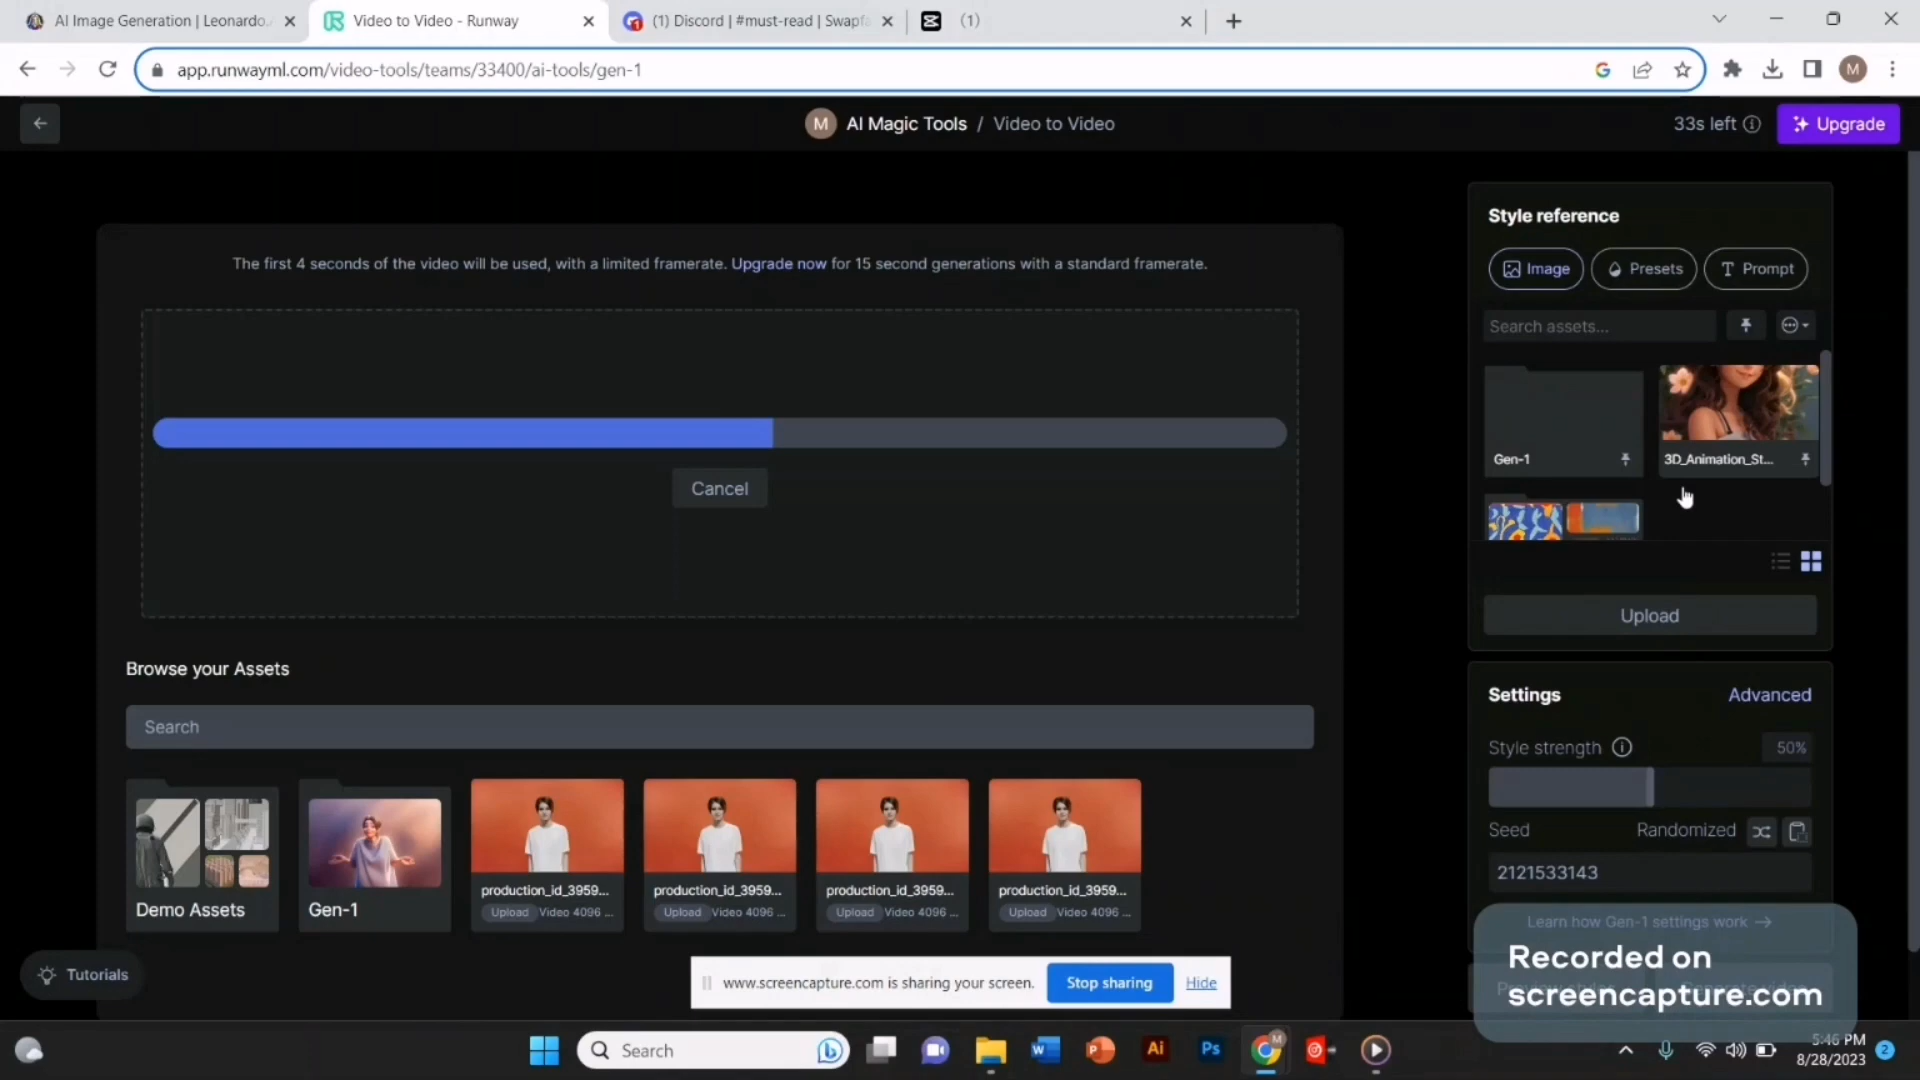 AI Image Generation | Leonardo.
Video to Video - Runway
(1) Discord | #must-read | Swapfa
(1)
app.runwayml.com/video-tools/teams/33400/ai-tools/gen-1
M
M AI Magic Tools / Video to Video
33s left
Upgrade
The first 4 seconds of the video will be used, with a limited framerate. Upgrade now for 15 second generations with a standard framerate.
Cancel
Browse your Assets
Search
Demo Assets
Gen-1
production_id_3959...
Upload Video 4096 ...
production_id_3959...
Upload Video 4096 ...
production_id_3959...
Upload Video 4096 ...
production_id_3959...
Upload Video 4096 ...
Tutorials
Style reference
Image
Presets
Prompt
Search assets...
Gen-1
3D_Animation_St...
Upload
Settings
Advanced
Style strength
50%
Seed
Randomized
2121533143
Learn how Gen-1 settings work
Recorded on
screencapture.com
www.screencapture.com is sharing your screen.
Stop sharing
Hide
Search
Ai
Ps
M
5:46 PM
8/28/2023
2